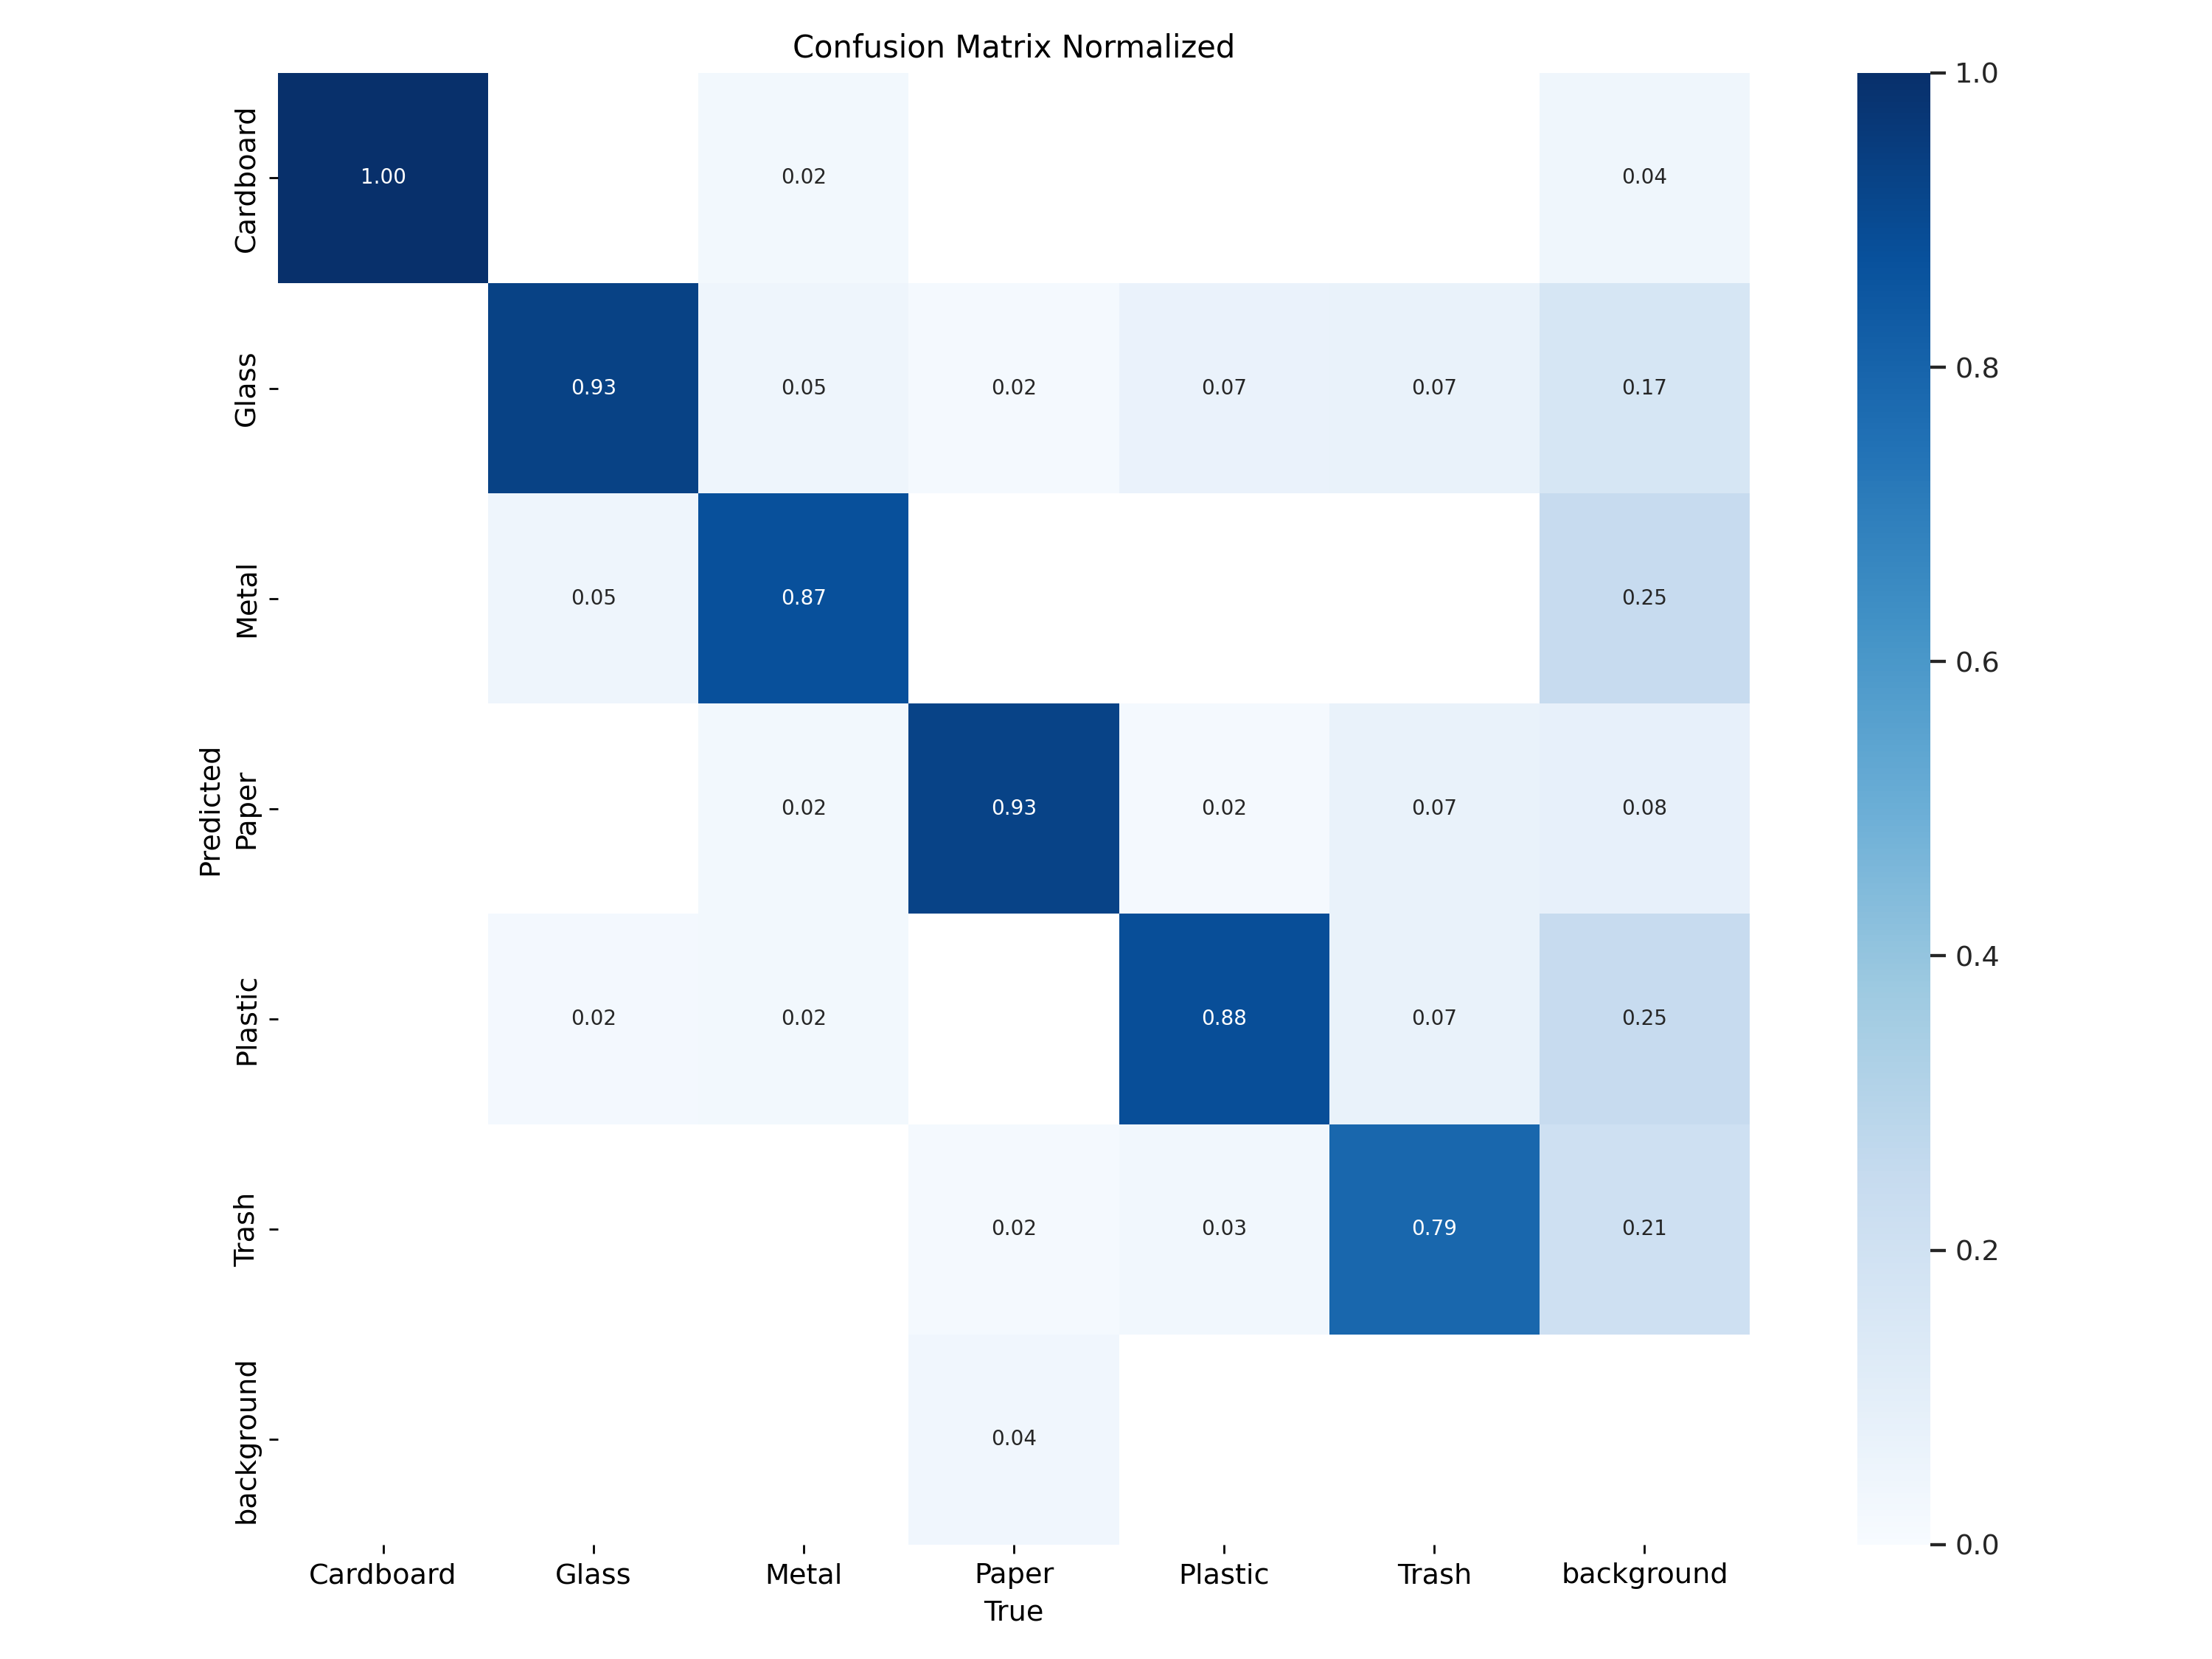 Confusion Matrix Normalized
Cardboard 1.00 0.02 0.04
Glass 0.93 0.05 0.02 0.07 0.07 0.17
Metal 0.05 0.87 0.25
Paper 0.02 0.93 0.02 0.07 0.08
Plastic 0.02 0.02 0.88 0.07 0.25
Trash 0.02 0.03 0.79 0.21
background 0.04
Predicted
Cardboard Glass Metal Paper Plastic Trash background
True
1.0
0.8
0.6
0.4
0.2
0.0